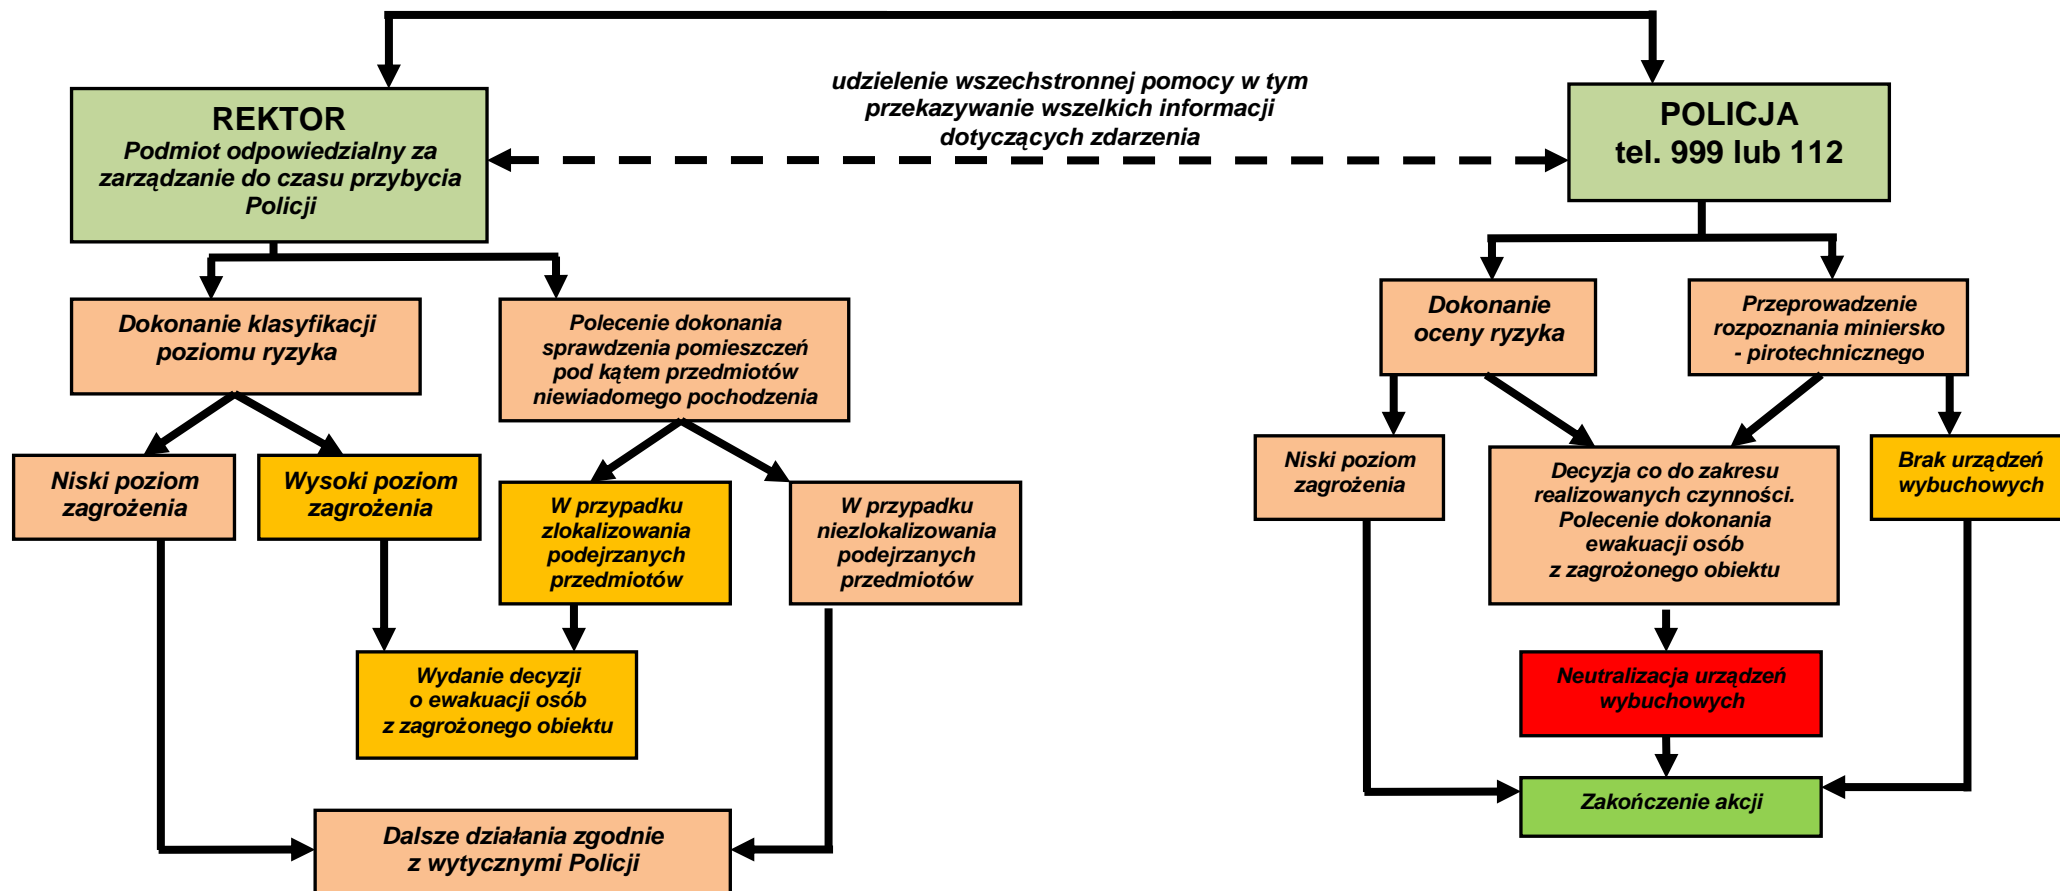 udzielenie wszechstronnej pomocy w tym
przekazywanie wszelkich informacji
dotyczących zdarzenia
REKTOR
Podmiot odpowiedzialny za
zarządzanie do czasu przybycia
Policji
POLICJA
tel. 999 lub 112
Dokonanie klasyfikacji
poziomu ryzyka
Polecenie dokonania
sprawdzenia pomieszczeń
pod kątem przedmiotów
niewiadomego pochodzenia
Dokonanie
oceny ryzyka
Przeprowadzenie
rozpoznania miniersko
- pirotechnicznego
Niski poziom
zagrożenia
Wysoki poziom
zagrożenia
W przypadku
zlokalizowania
podejrzanych
przedmiotów
W przypadku
niezlokalizowania
podejrzanych
przedmiotów
Niski poziom
zagrożenia
Decyzja co do zakresu
realizowanych czynności.
Polecenie dokonania
ewakuacji osób
z zagrożonego obiektu
Brak urządzeń
wybuchowych
Wydanie decyzji
o ewakuacji osób
z zagrożonego obiektu
Neutralizacja urządzeń
wybuchowych
Zakończenie akcji
Dalsze działania zgodnie
z wytycznymi Policji